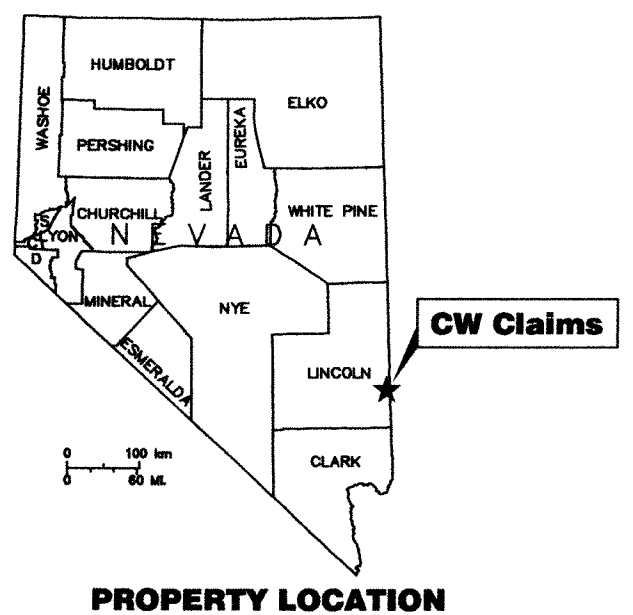 HUMBOLDT
ELKO
WASHOE
PERSHING
LANDER
EUREKA
CHURCHILL
WHITE PINE
S
LYON
C
D
NEVADA
MINERAL
NYE
ESMERALDA
CW Claims
LINCOLN
CLARK
0 100 km
0 60 Mi.
PROPERTY LOCATION